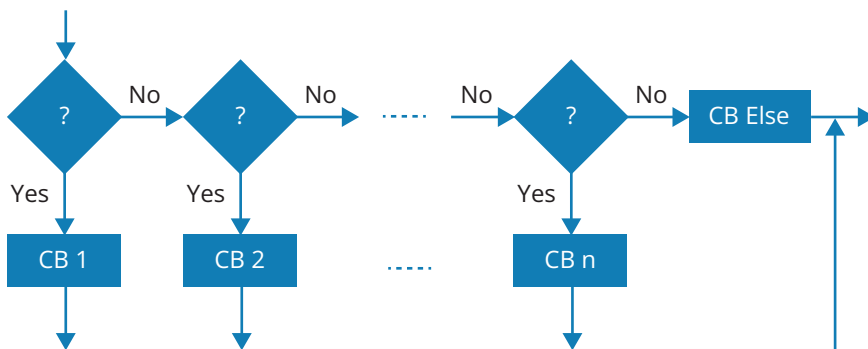 ? No ? No No ? No CB Else
Yes Yes Yes
CB 1 CB 2 CB n